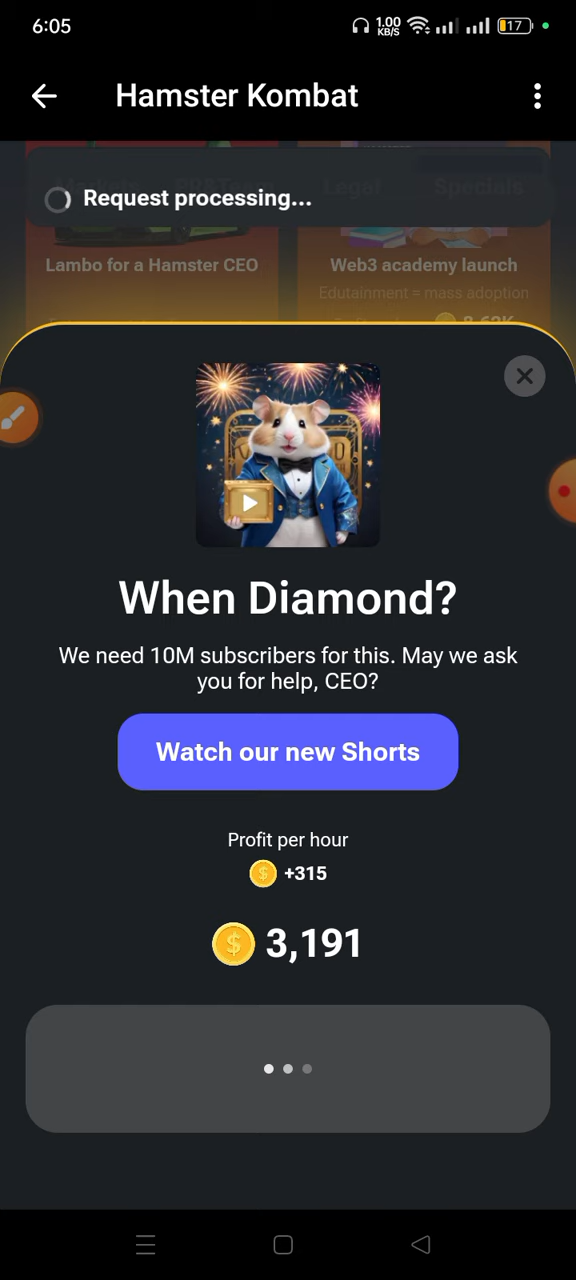 6:05
1.00
KB/S
17
Hamster Kombat
Legal
Specials
Request processing...
Lambo for a Hamster CEO
Web3 academy launch
Edutainment = mass adoption
When Diamond?
We need 10M subscribers for this. May we ask
you for help, CEO?
Watch our new Shorts
Profit per hour
+315
3,191